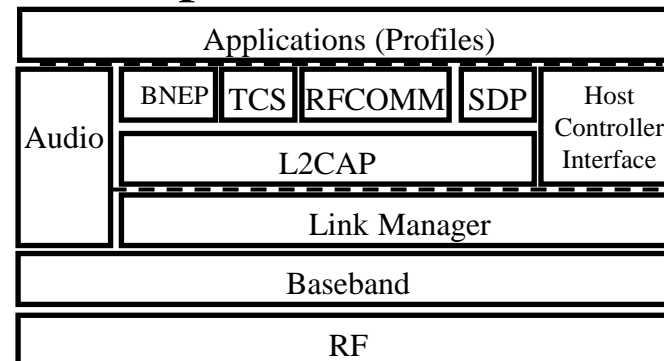 Applications (Profiles)
BNEP TCS RFCOMM SDP Host
Audio Controller
L2CAP Interface
Link Manager
Baseband
RF